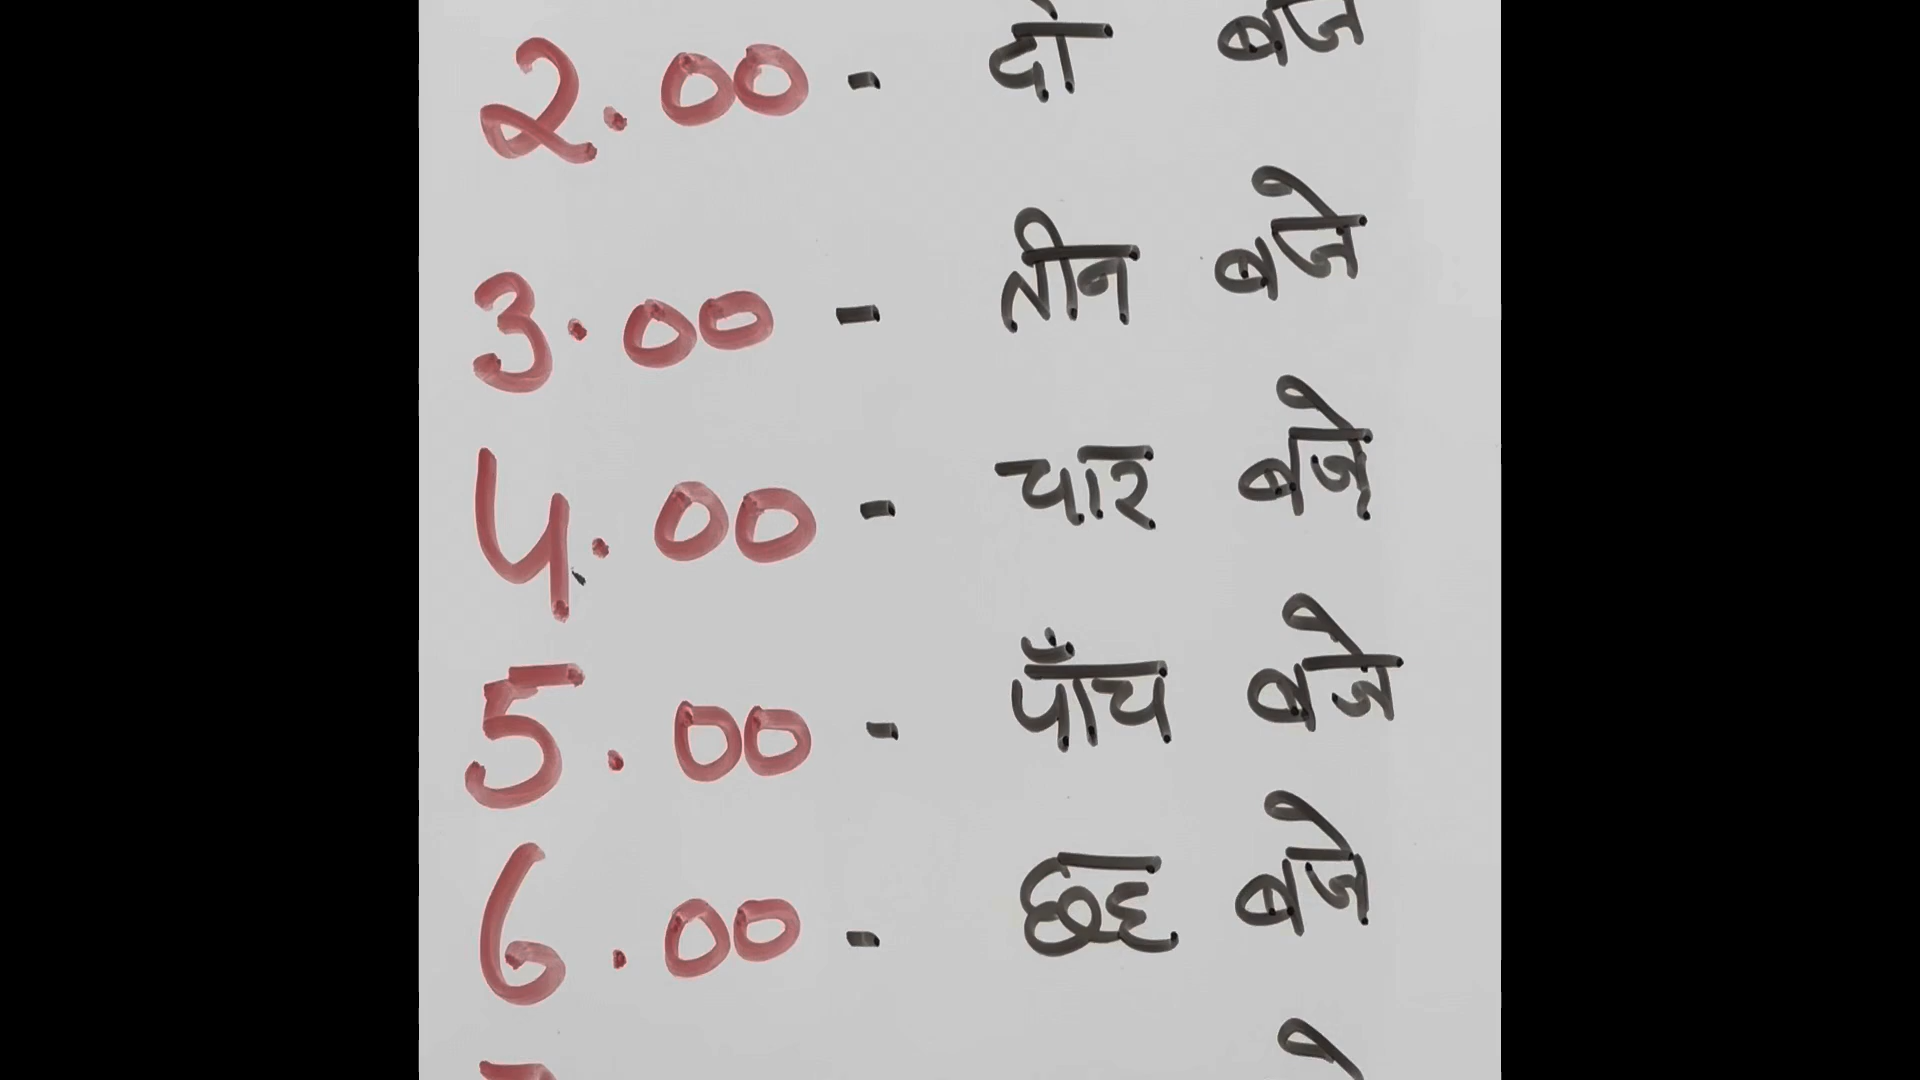 2.00 - दो बजे
3.00 - तीन बजे
4.00 - चार बजे
5.00 - पाँच बजे
6.00 - छह बजे